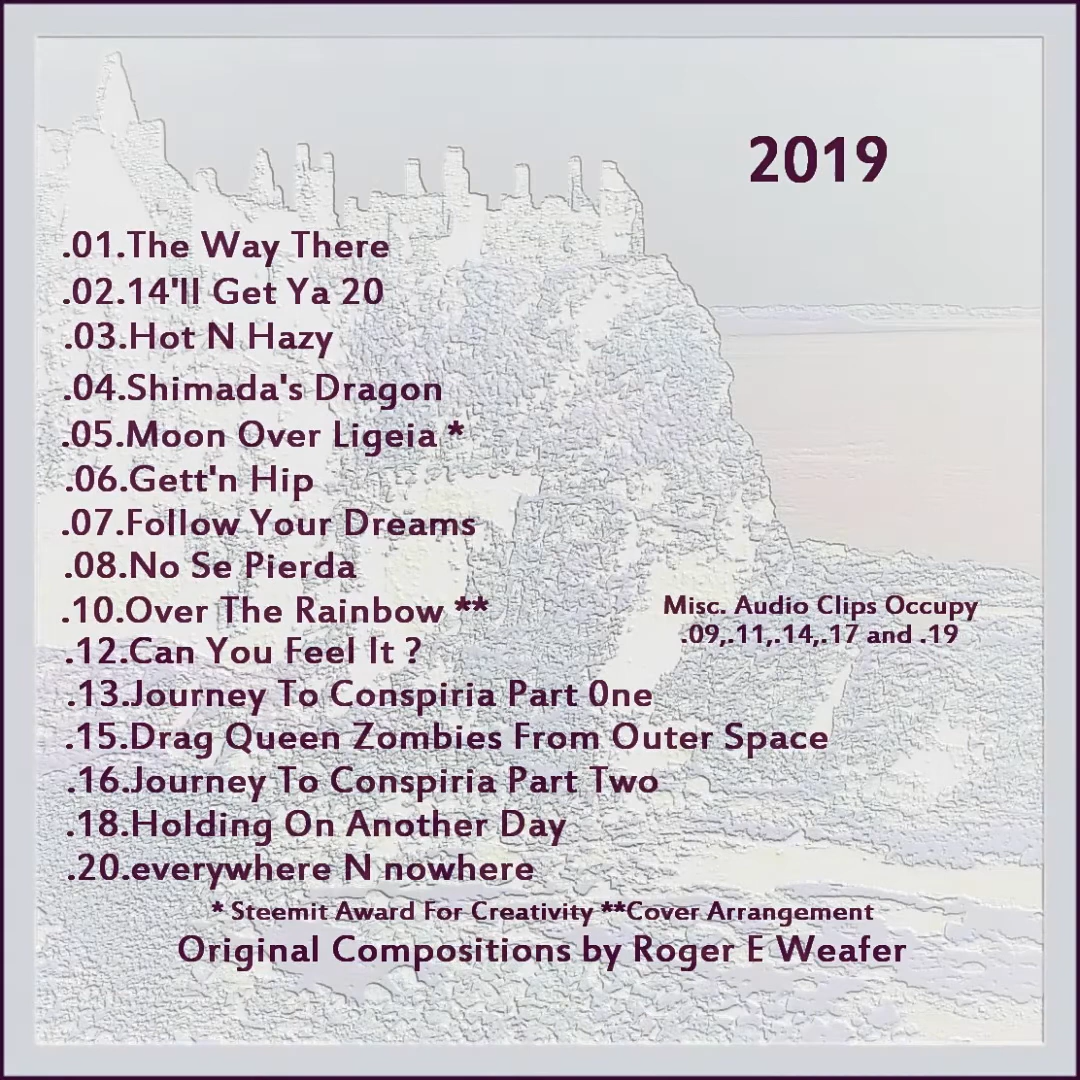 2019
.01.The Way There
.02.14'll Get Ya 20
.03.Hot N Hazy
.04.Shimada's Dragon
.05.Moon Over Ligeia *
.06.Gett'n Hip
.07.Follow Your Dreams
.08.No Se Pierda
.10.Over The Rainbow **
Misc. Audio Clips Occupy
.09,.11,.14,.17 and .19
.12.Can You Feel It ?
.13.Journey To Conspiria Part 0ne
.15.Drag Queen Zombies From Outer Space
.16.Journey To Conspiria Part Two
.18.Holding On Another Day
.20.everywhere N nowhere
* Steemit Award For Creativity **Cover Arrangement
Original Compositions by Roger E Weafer